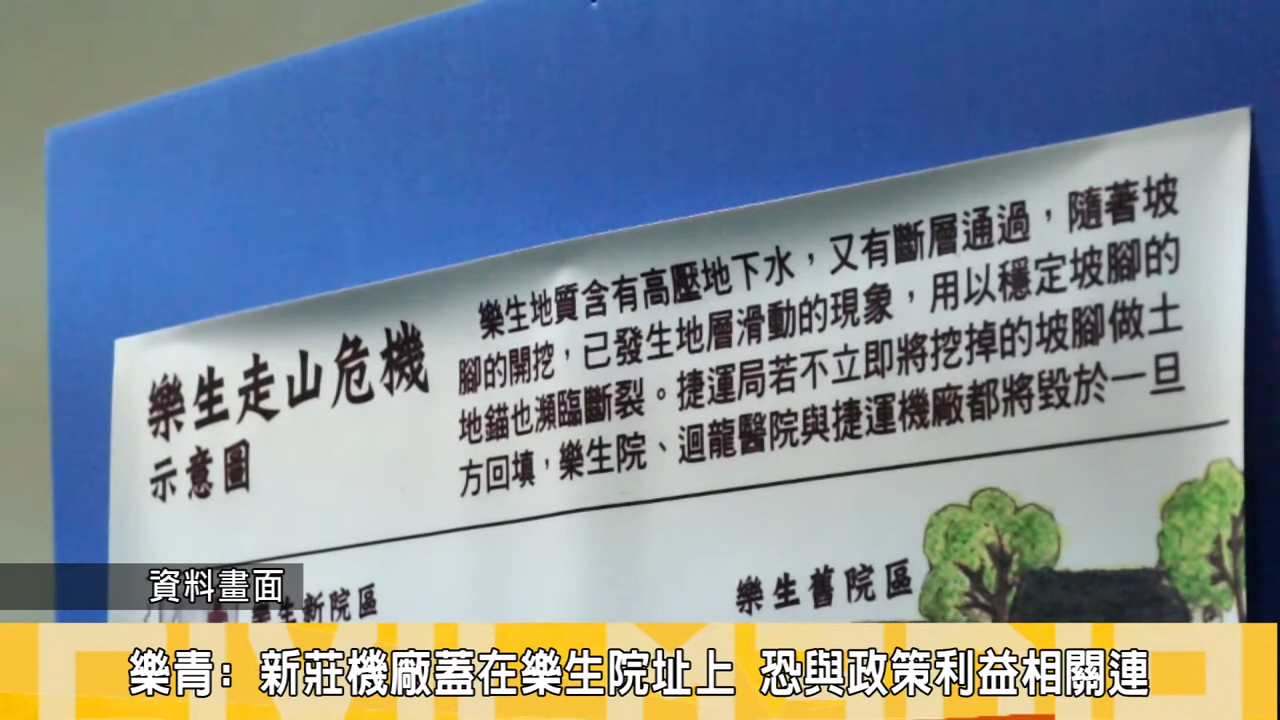 樂生走山危機
示意圖
樂生地質含有高壓地下水，又有斷層通過，隨著坡
腳的開挖，已發生地層滑動的現象，用以穩定坡腳的
地錨也瀕臨斷裂。捷運局若不立即將挖掉的坡腳做土
方回填，樂生院、迴龍醫院與捷運機廠都將毀於一旦
樂生新院區
樂生舊院區
資料畫面
樂青：新莊機廠蓋在樂生院址上 恐與政策利益相關連